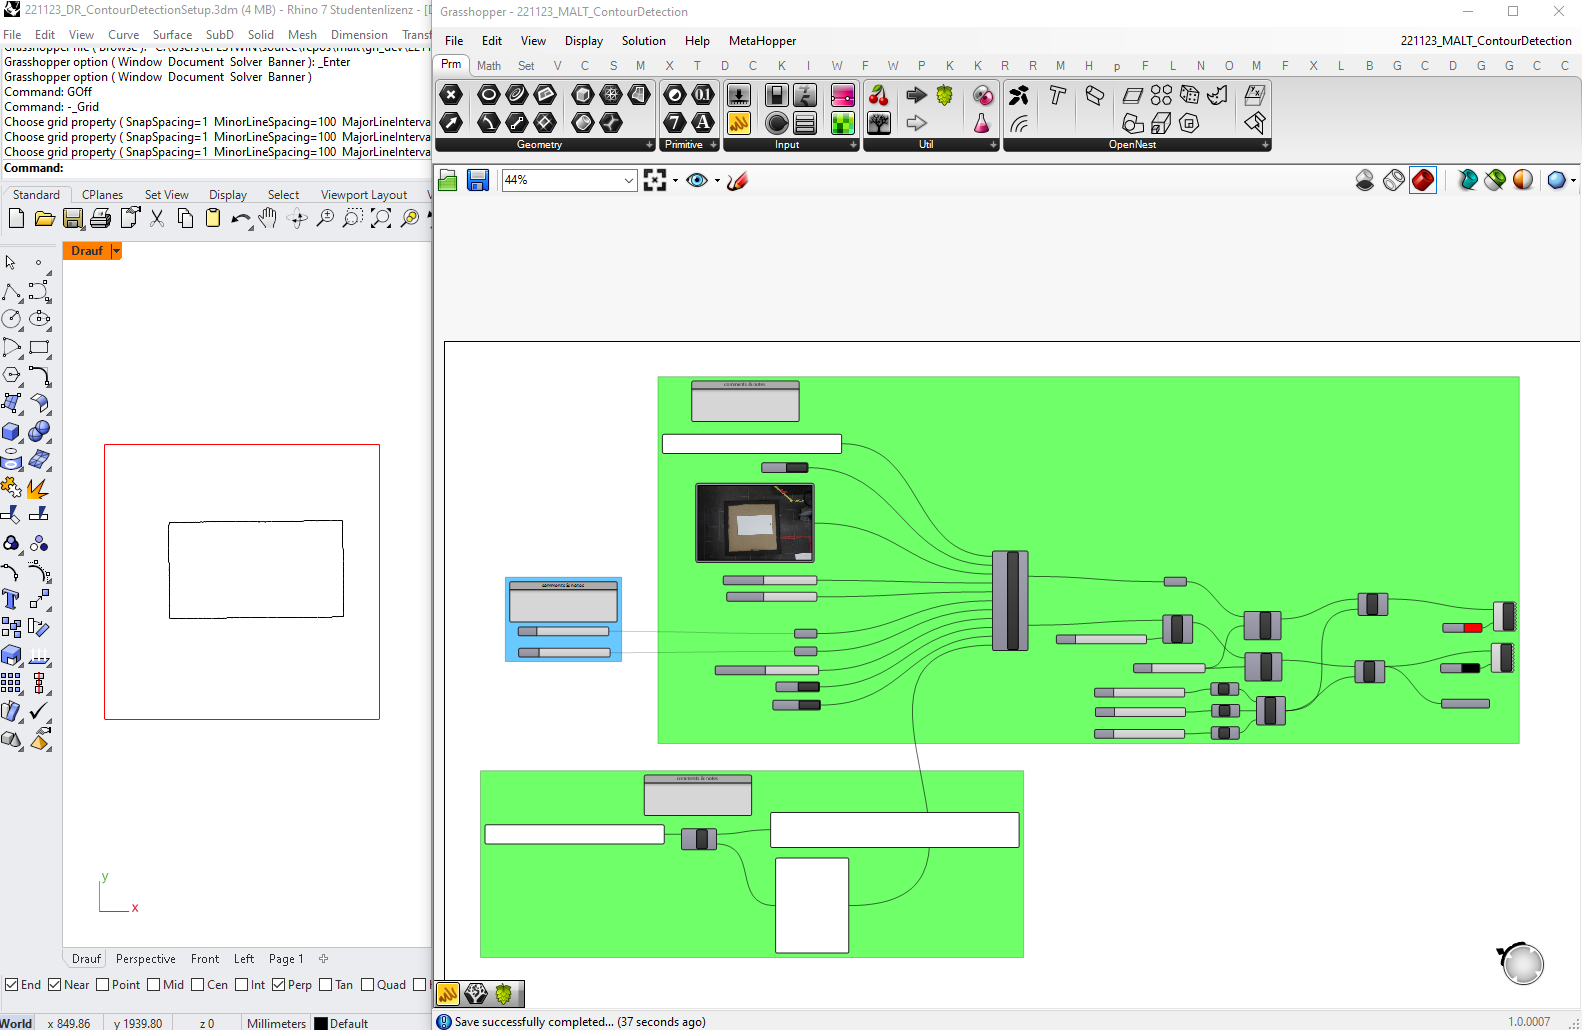 221123_DR_ContourDetectionSetup.3dm (4 MB) - Rhino 7 Studentenlizenz - [D
File Edit View Curve Surface SubD Solid Mesh Dimension Transf
Grasshopper option ( Window Document Solver Banner ): _Enter
Grasshopper option ( Window Document Solver Banner )
Command: GOff
Command: -_Grid
Choose grid property ( SnapSpacing=1 MinorLineSpacing=100 MajorLineInterva
Choose grid property ( SnapSpacing=1 MinorLineSpacing=100 MajorLineInterva
Choose grid property ( SnapSpacing=1 MinorLineSpacing=100 MajorLineInterva
Command:
Standard CPlanes Set View Display Select Viewport Layout V
Drauf
y
x
Drauf Perspective Front Left Page 1
End Near Point Mid Cen Int Perp Tan Quad
World x 849.86 y 1939.80 z 0 Millimeters Default
Grasshopper - 221123_MALT_ContourDetection
File Edit View Display Solution Help MetaHopper
221123_MALT_ContourDetection
Prm Math Set V C S M X T D C K I W F W P K K R R M H p F L N O M F X L B G C D G G C C
Geometry Primitive Input Util OpenNest
44%
comments & notes
comments & notes
comments & notes
Save successfully completed... (37 seconds ago)
1.0.0007